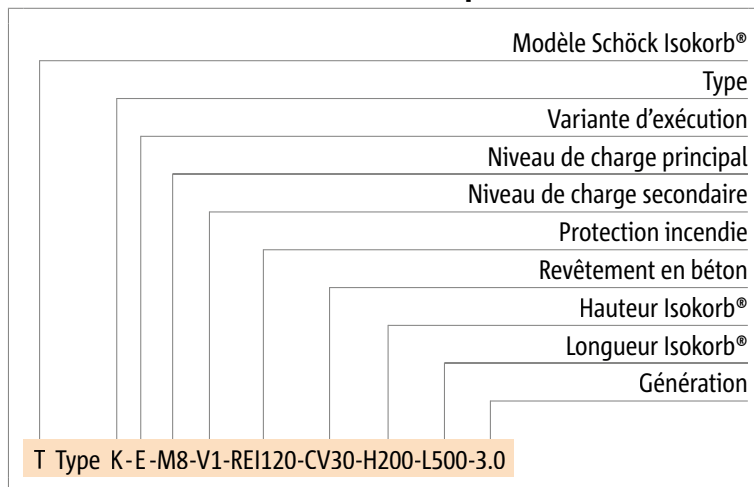 Modèle Schöck Isokorb®
Type
Variante d'exécution
Niveau de charge principal
Niveau de charge secondaire
Protection incendie
Revêtement en béton
Hauteur Isokorb®
Longueur Isokorb®
Génération
T Type K-E-M8-V1-REI120-CV30-H200-L500-3.0